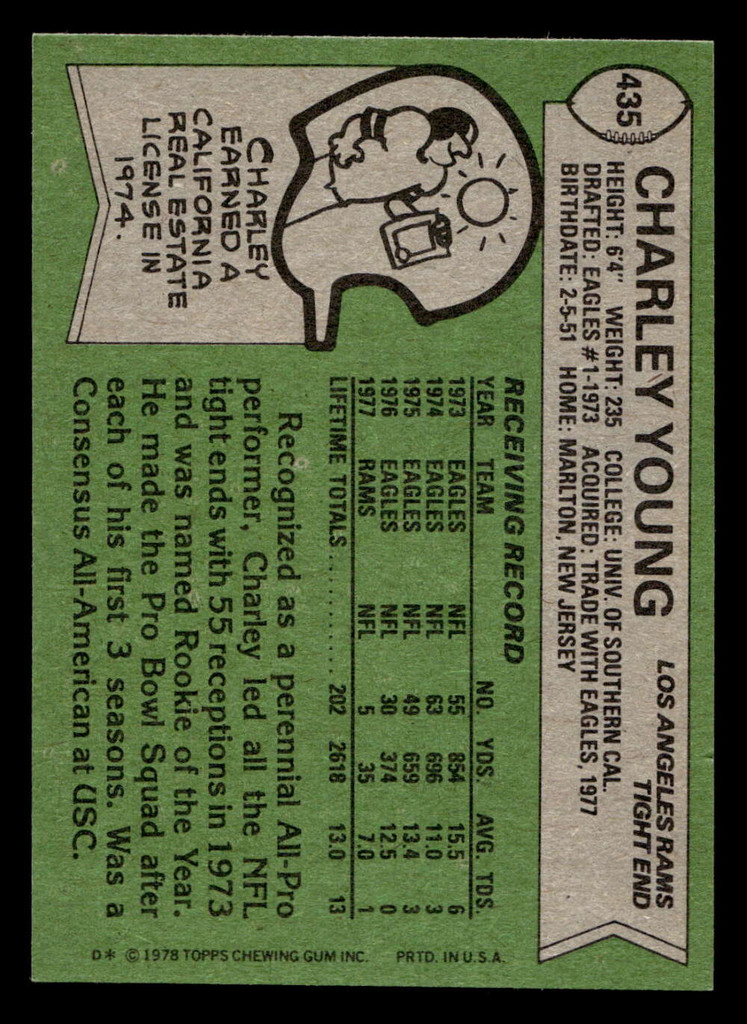 435
CHARLEY YOUNG
LOS ANGELES RAMS
TIGHT END
HEIGHT: 6'4" WEIGHT: 235 COLLEGE: UNIV. OF SOUTHERN CAL.
DRAFTED: EAGLES #1-1973 ACQUIRED: TRADE WITH EAGLES, 1977
BIRTHDATE: 2-5-51 HOME: MARLTON, NEW JERSEY
CHARLEY
EARNED A
CALIFORNIA
REAL ESTATE
LICENSE IN
1974.
RECEIVING RECORD
YEAR TEAM NO. YDS. AVG. TDS.
1973 EAGLES NFL 55 854 15.5 6
1974 EAGLES NFL 63 696 11.0 3
1975 EAGLES NFL 49 659 13.4 3
1976 EAGLES NFL 30 374 12.5 0
1977 RAMS NFL 5 35 7.0 1
LIFETIME TOTALS............ 202 2618 13.0 13
Recognized as a perennial All-Pro
performer, Charley led all the NFL
tight ends with 55 receptions in 1973
and was named Rookie of the Year.
He made the Pro Bowl Squad after
each of his first 3 seasons. Was a
Consensus All-American at USC.
D* © 1978 TOPPS CHEWING GUM INC. PRTD. IN U.S.A.